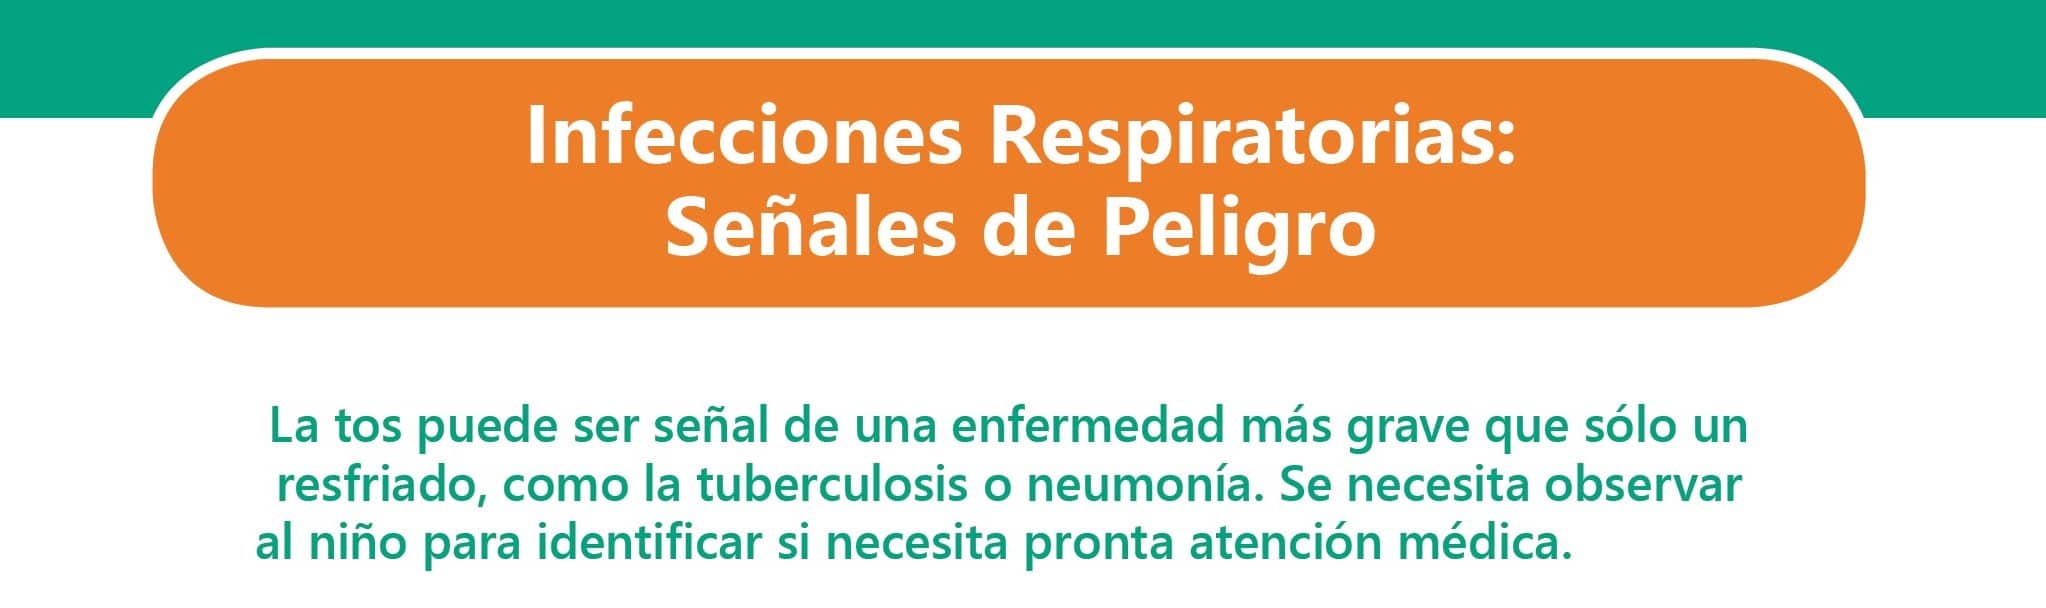 Infecciones Respiratorias:
Señales de Peligro
La tos puede ser señal de una enfermedad más grave que sólo un
resfriado, como la tuberculosis o neumonía. Se necesita observar
al niño para identificar si necesita pronta atención médica.